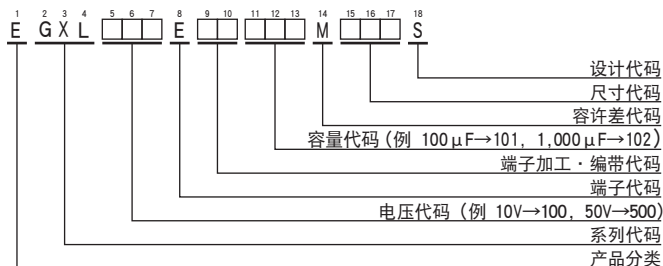 1 2 3 4 5 6 7 8 9 10 11 12 13 14 15 16 17 18
E G X L E M S
设计代码
尺寸代码
容许差代码
容量代码(例 100μF→101, 1,000μF→102)
端子加工・编带代码
端子代码
电压代码(例 10V→100, 50V→500)
系列代码
产品分类